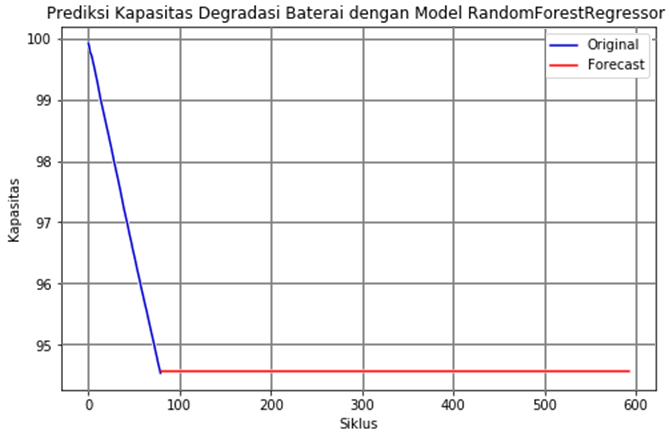 Prediksi Kapasitas Degradasi Baterai dengan Model RandomForestRegressor
Original
Forecast
100
99
98
97
96
95
Kapasitas
0 100 200 300 400 500 600
Siklus